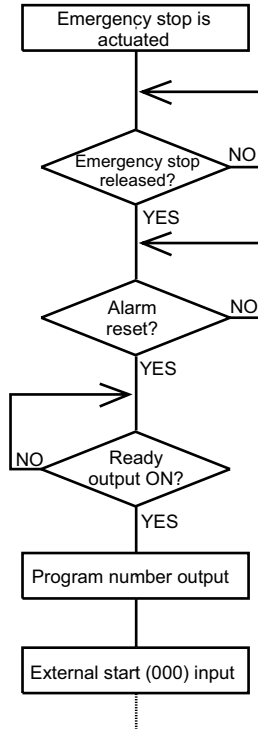 Emergency stop is
actuated
Emergency stop
released?
NO
YES
Alarm
reset?
NO
YES
Ready
output ON?
NO
YES
Program number output
External start (000) input